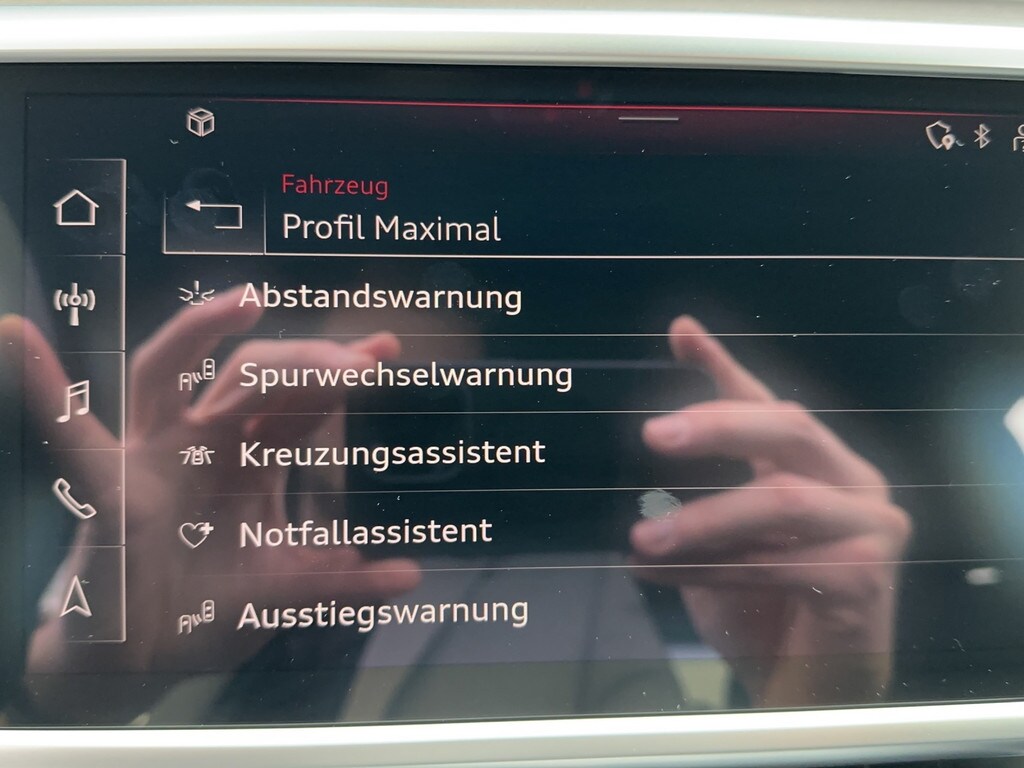 Fahrzeug
Profil Maximal
Abstandswarnung
Spurwechselwarnung
Kreuzungsassistent
Notfallassistent
Ausstiegswarnung